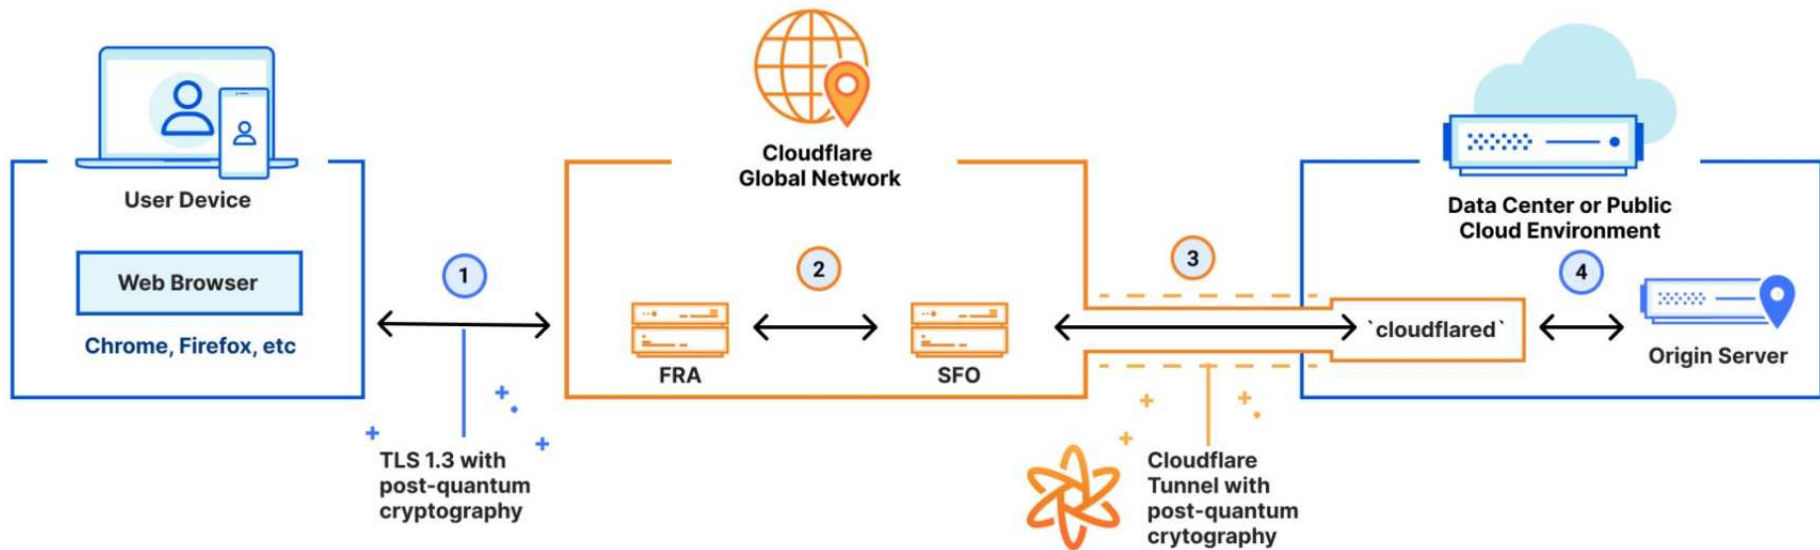 User Device
Web Browser
Chrome, Firefox, etc
1
TLS 1.3 with
post-quantum
cryptography
Cloudflare
Global Network
2
FRA
SFO
3
Cloudflare
Tunnel with
post-quantum
crytography
Data Center or Public
Cloud Environment
`cloudflared`
4
Origin Server